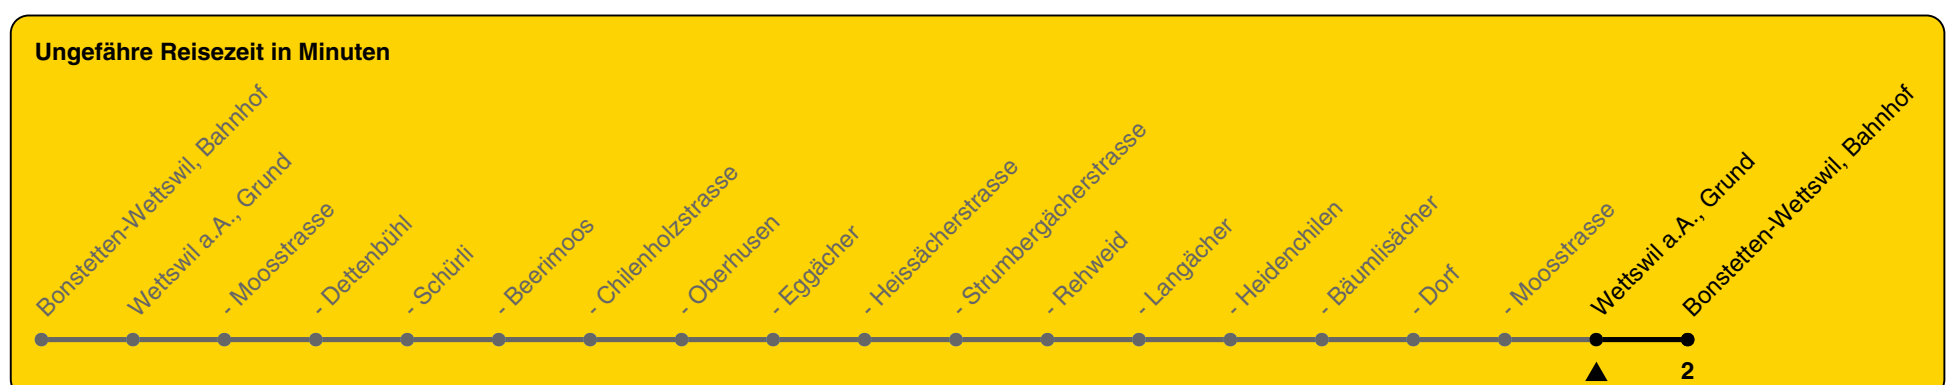 Ungefähre Reisezeit in Minuten
Bonstetten-Wettswil, Bahnhof
Wettswil a.A., Grund
- Moosstrasse
- Dettenbühl
- Schürli
- Beerimoos
- Chilenholzstrasse
- Oberhusen
- Eggächer
- Heissächerstrasse
- Strumbergächerstrasse
- Rehweid
- Langächer
- Heidenchilen
- Bäumlisächer
- Dorf
- Moosstrasse
Wettswil a.A., Grund
Bonstetten-Wettswil, Bahnhof
2